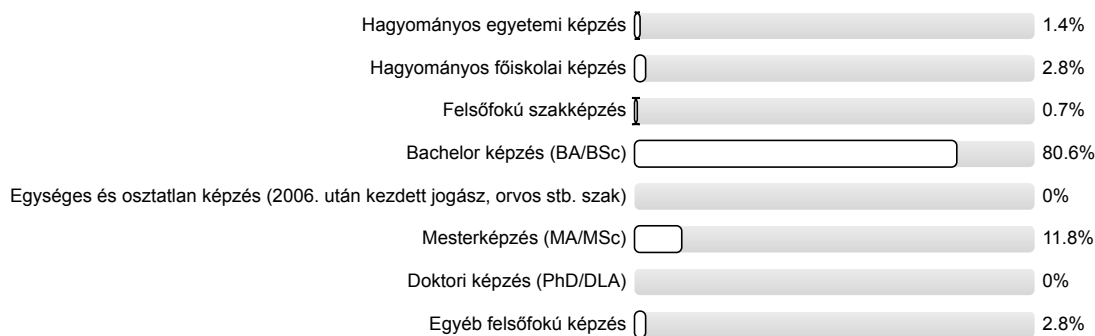 Hagyományos egyetemi képzés 1.4%
Hagyományos főiskolai képzés 2.8%
Felsőfokú szakképzés 0.7%
Bachelor képzés (BA/BSc) 80.6%
Egységes és osztatlan képzés (2006. után kezdett jogász, orvos stb. szak) 0%
Mesterképzés (MA/MSc) 11.8%
Doktori képzés (PhD/DLA) 0%
Egyéb felsőfokú képzés 2.8%